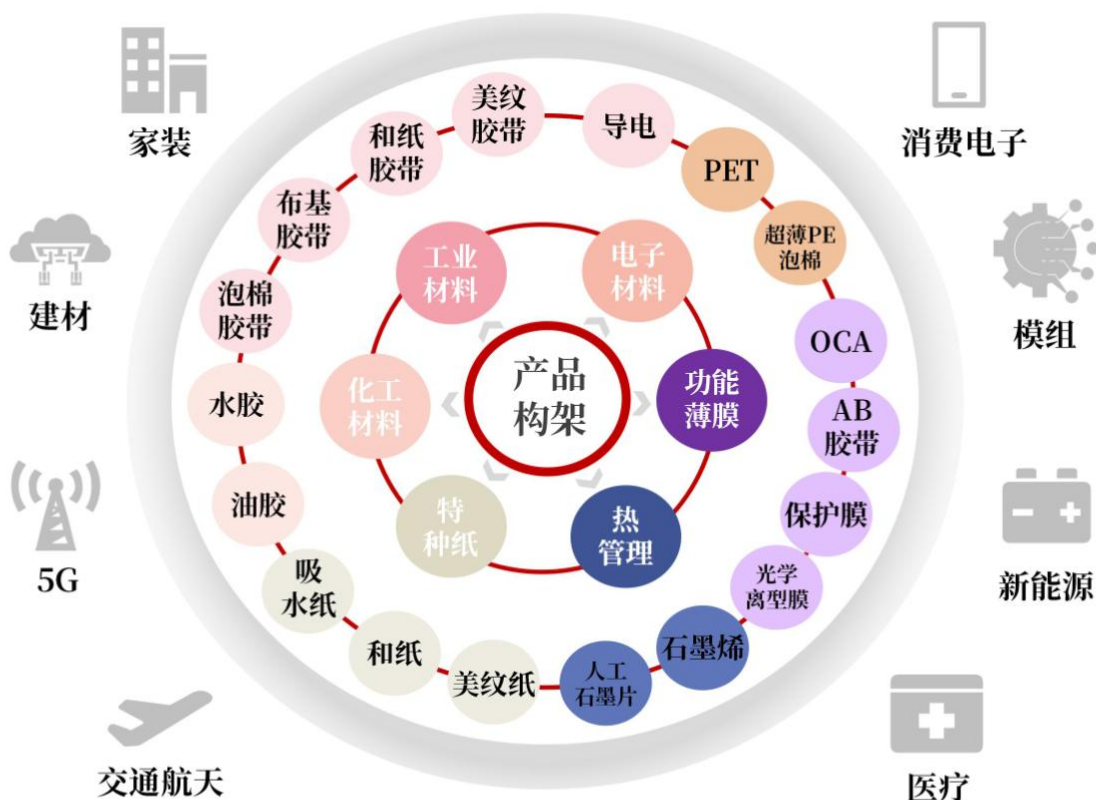 家装
建材
5G
交通航天
消费电子
模组
新能源
医疗
产品
构架
工业
材料
电子
材料
功能
薄膜
热
管理
特
种纸
化工
材料
美纹
胶带
导电
PET
超薄PE
泡棉
OCA
AB
胶带
保护膜
光学
离型膜
石墨烯
人工
石墨片
美纹纸
和纸
吸
水纸
油胶
水胶
泡棉
胶带
布基
胶带
和纸
胶带